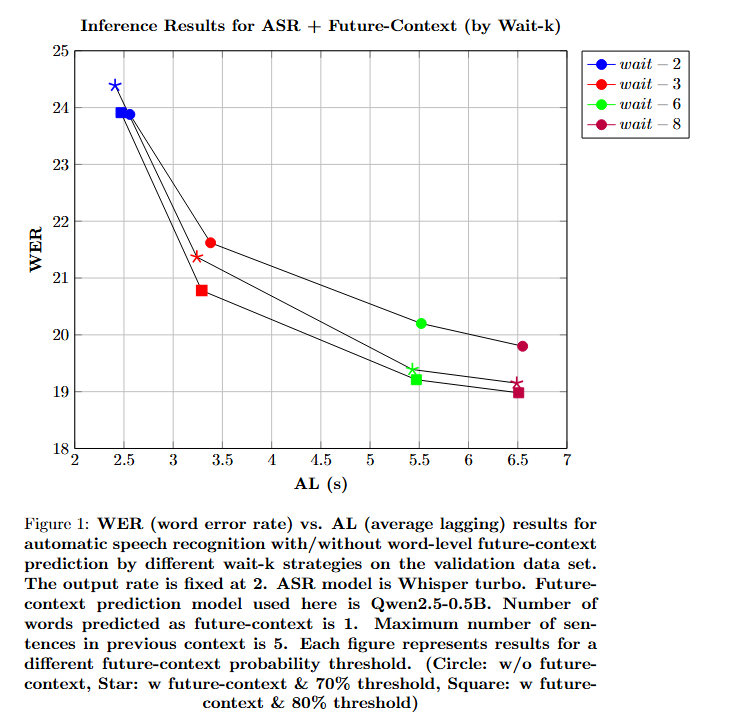 Inference Results for ASR + Future-Context (by Wait-k)
25
24
23
22
21
20
19
18
WER
2 2.5 3 3.5 4 4.5 5 5.5 6 6.5 7
AL (s)
wait − 2
wait − 3
wait − 6
wait − 8
Figure 1: WER (word error rate) vs. AL (average lagging) results for
automatic speech recognition with/without word-level future-context
prediction by different wait-k strategies on the validation data set.
The output rate is fixed at 2. ASR model is Whisper turbo. Future-
context prediction model used here is Qwen2.5-0.5B. Number of
words predicted as future-context is 1. Maximum number of sen-
tences in previous context is 5. Each figure represents results for a
different future-context probability threshold. (Circle: w/o future-
context, Star: w future-context & 70% threshold, Square: w future-
context & 80% threshold)